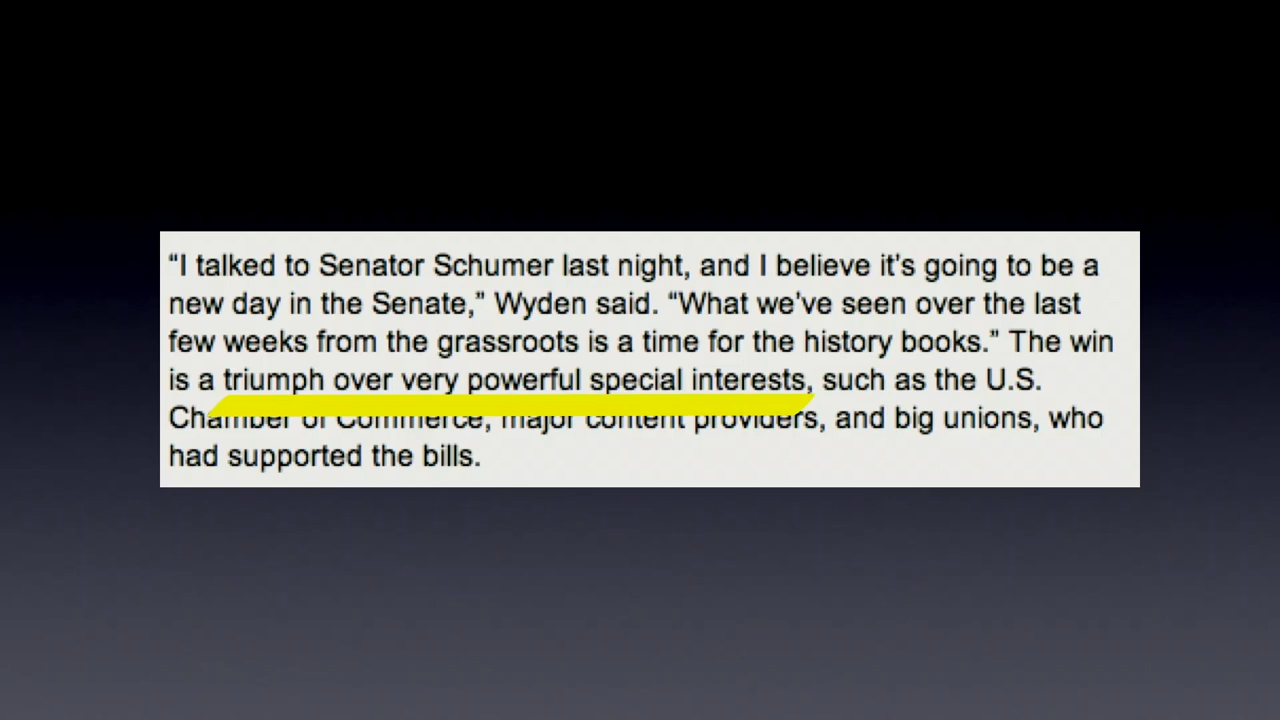 “I talked to Senator Schumer last night, and I believe it’s going to be a
new day in the Senate,” Wyden said. “What we’ve seen over the last
few weeks from the grassroots is a time for the history books.” The win
is a triumph over very powerful special interests, such as the U.S.
Chamber of Commerce, major content providers, and big unions, who
had supported the bills.